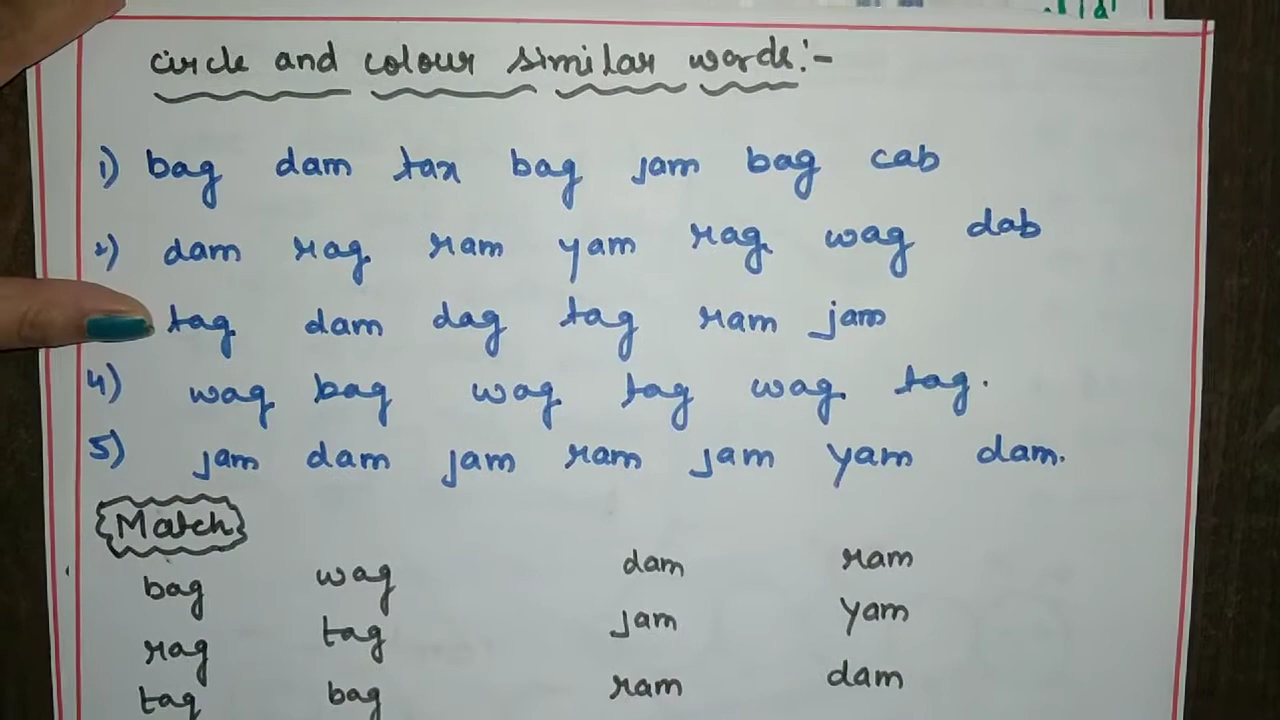 circle and colour similar words:-
1) bag dam tax bag jam bag cab
2) dam rag ram yam rag wag dab
tag dam dag tag ram jam
4) wag bag wag tag wag tag.
5) jam dam jam ram jam yam dam.
Match
bag wag dam ram
rag tag jam yam
tag bag ram dam